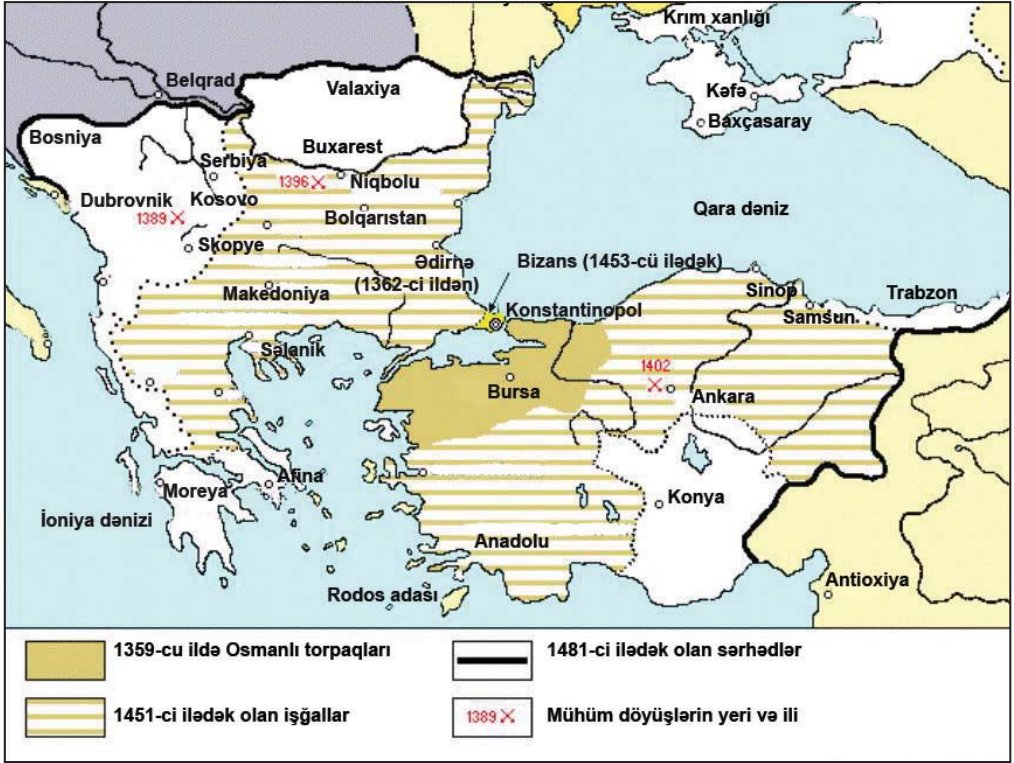 Krım xanlığı
Belqrad
Valaxiya
Kəfə
Baxçasaray
Bosniya
Buxarest
Serbiya
1396
Niqbolu
Dubrovnik
Kosovo
1389
Bolqarıstan
Qara dəniz
Skopye
Ədirnə
(1362-ci ildən)
Bizans (1453-cü ilədək)
Makedoniya
Konstantinopol
Sinop
Trabzon
Samsun
Səlanik
1402
Bursa
Ankara
Afina
Moreya
Konya
İoniya dənizi
Anadolu
Rodos adası
Antioxiya
1359-cu ildə Osmanlı torpaqları
1481-ci ilədək olan sərhədlər
1451-ci ilədək olan işğallar
1389
Mühüm döyüşlərin yeri və ili